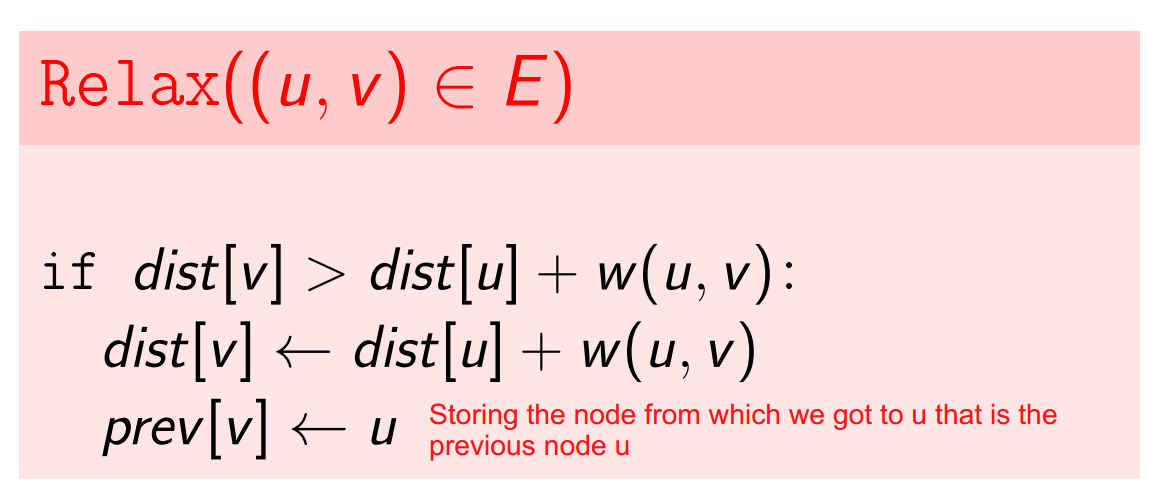 Relax((u, v) ∈ E)
if dist[v] > dist[u] + w(u, v):
dist[v] ← dist[u] + w(u, v)
prev[v] ← u Storing the node from which we got to u that is the
previous node u